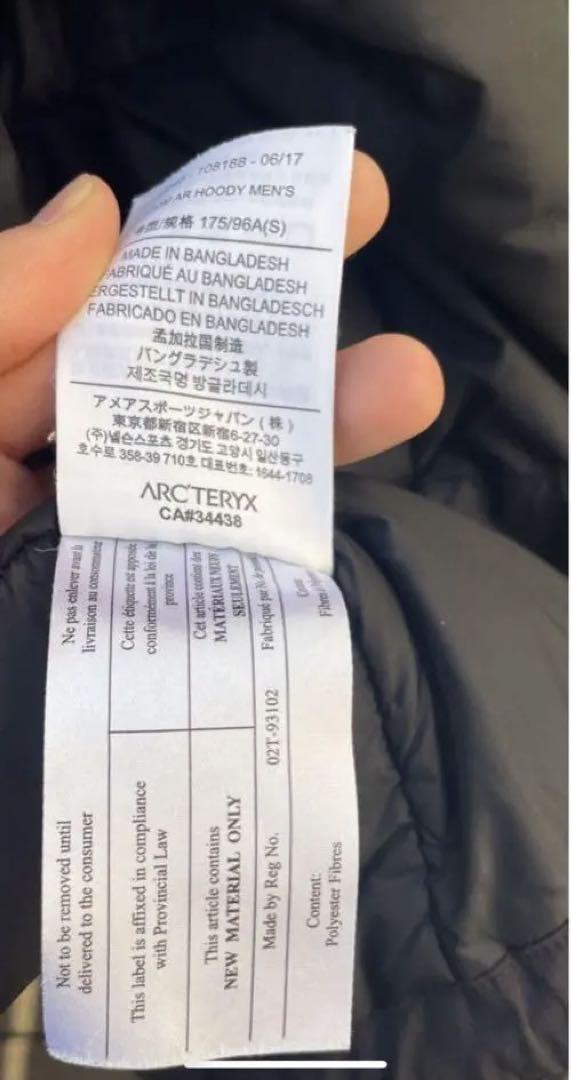 108188 - 06/17
AR HOODY MEN'S
/规格 175/96A(S)
MADE IN BANGLADESH
FABRIQUÉ AU BANGLADESH
ERGESTELLT IN BANGLADESCH
FABRICADO EN BANGLADESH
孟加拉国制造
バングラデシュ製
제조국명 방글라데시
アメアスポーツジャパン (株)
東京都新宿区新宿6-27-30
(주)넬슨스포츠 경기도 고양시 일산동구
호수로 358-39 710호 대표번호: 1644-1708
ARC'TERYX
CA#34438
Ne pas enlever avant la
livraison au consommateur
Cette étiquette est apposée
conformément à la loi de la
province
Cet article contient des
MATÉRIAUX NEUFS
SEULEMENT
Fabriqué par
Not to be removed until
delivered to the consumer
This label is affixed in compliance
with Provincial Law
This article contains
NEW MATERIAL ONLY
Made by Reg No. 02T-93102
Content:
Polyester Fibres